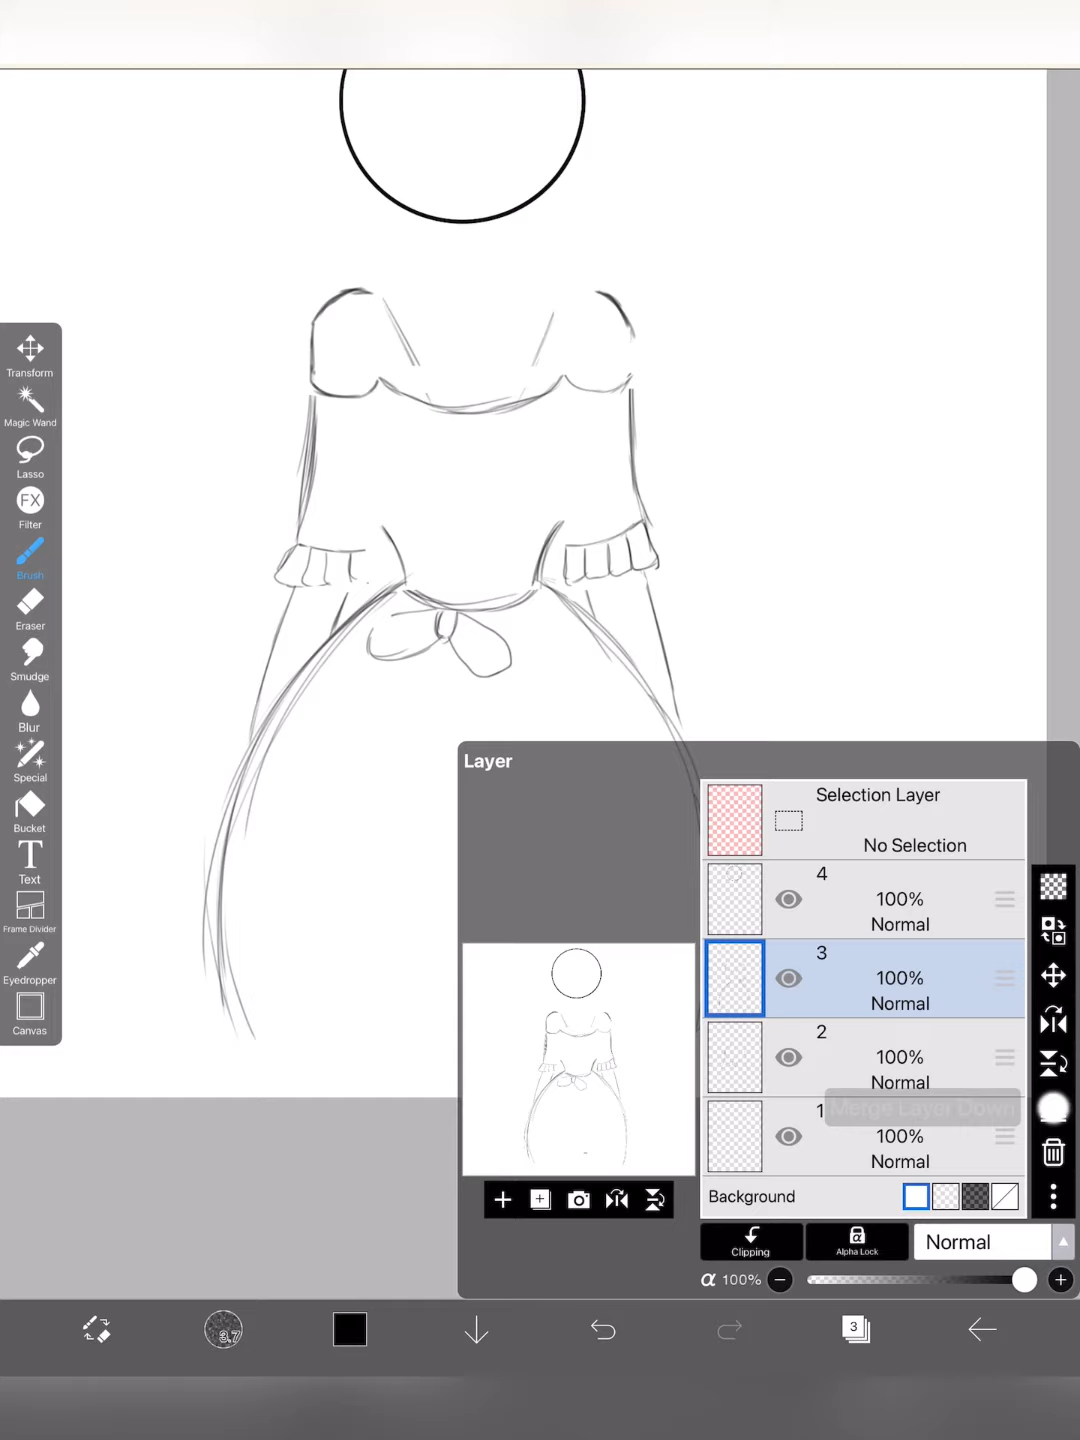 Transform
Magic Wand
Lasso
FX
Filter
Brush
Eraser
Smudge
Blur
Special
Bucket
T
Text
Frame Divider
Eyedropper
Canvas
Layer
Selection Layer
No Selection
4
100%
Normal
3
100%
Normal
2
100%
Normal
Merge Layer Down
1
100%
Normal
Background
Clipping
α
Alpha Lock
Normal
α 100%
3.7
3